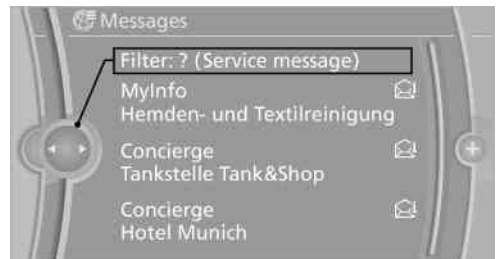 Messages
Filter: ? (Service message)
MyInfo
Hemden- und Textilreinigung
Concierge
Tankstelle Tank&Shop
Concierge
Hotel Munich